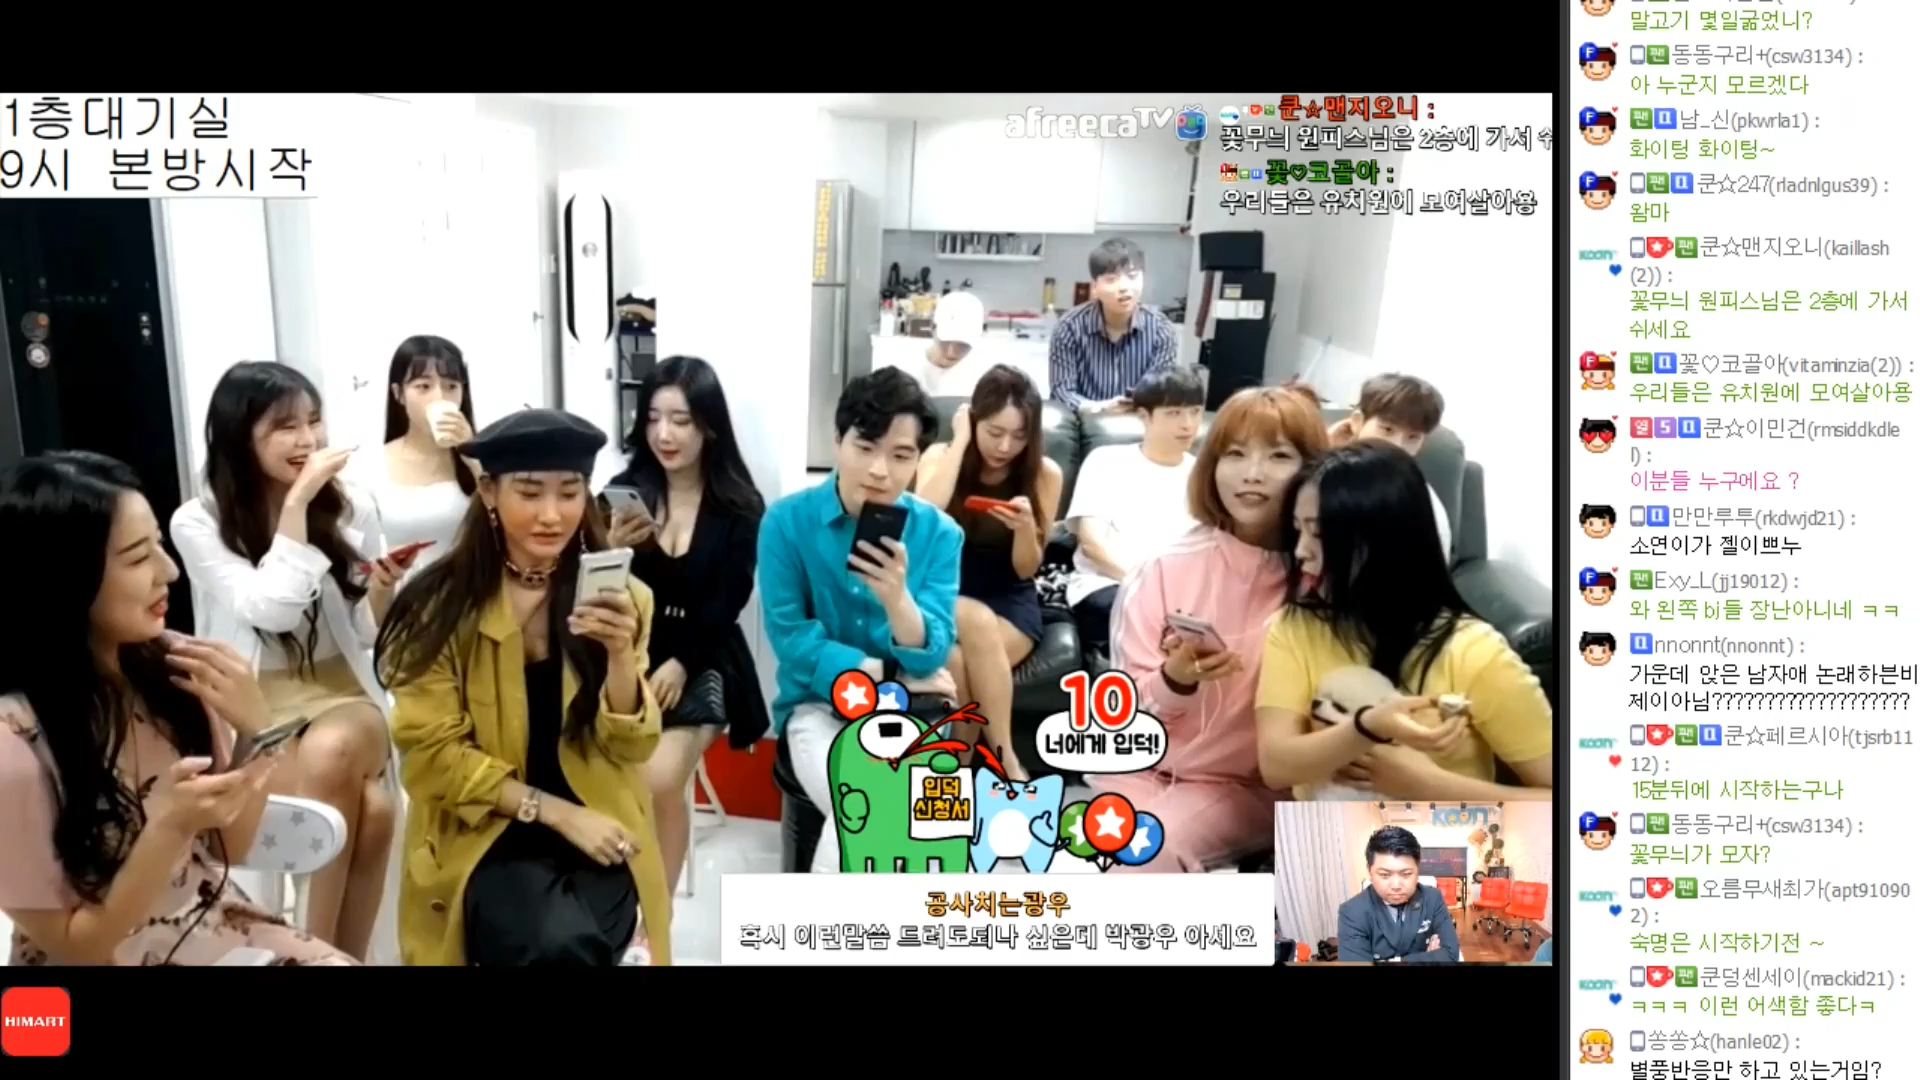 1층대기실
9시 본방시작
afreecaTV
쿤☆맨지오니 :
꽃무늬 원피스님은 2층에 가서 쉬
꽃♡코골아 :
우리들은 유치원에 모여살아용
10
너에게 입덕!
입덕
신청서
공사치는광우
혹시 이런말씀 드려도되나 싶은데 박광우 아세요
KOON
HIMART
말고기 몇일굶었니?
팬 동동구리+(csw3134) :
아 누군지 모르겠다
팬 남_신(pkwrla1) :
화이팅 화이팅~
팬 쿤☆247(rladnlgus39) :
왐마
팬 쿤☆맨지오니(kaillash
(2)) :
꽃무늬 원피스님은 2층에 가서
쉬세요
팬 꽃♡코골아(vitaminzia(2)) :
우리들은 유치원에 모여살아용
열 S 쿤☆이민건(rmsiddkdle
l) :
이분들 누구에요 ?
만만루투(rkdwjd21) :
소연이가 젤이쁘누
팬 Exy_L(jj19012) :
와 왼쪽 bj들 장난아니네 ㅋㅋ
nnonnt(nnonnt) :
가운데 앉은 남자애 논래하븐비
제이아님???????????????????
팬 쿤☆페르시아(tjsrb11
12) :
15분뒤에 시작하는구나
팬 동동구리+(csw3134) :
꽃무늬가 모자?
팬 오름무새최가(apt91090
2) :
숙명은 시작하기전 ~
팬 쿤덩센세이(mackid21) :
ㅋㅋㅋ 이런 어색함 좋다ㅋ
쏭쏭☆(hanle02) :
별풍반응만 하고 있는거임?